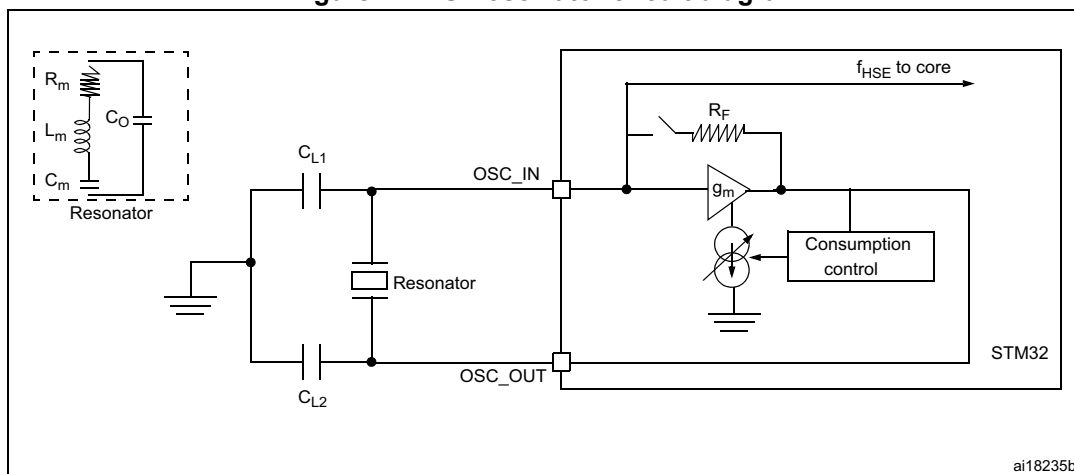 f_HSE to core
R_m
C_O
L_m
C_m
Resonator
R_F
C_L1
OSC_IN
g_m
Consumption
control
Resonator
STM32
OSC_OUT
C_L2
ai18235b